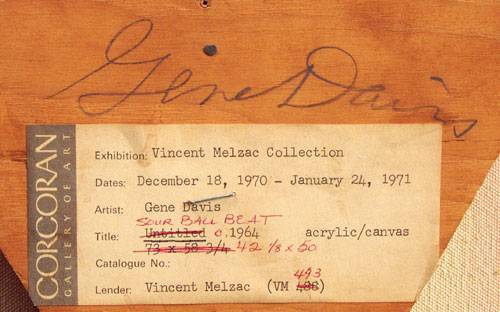 Gene Davis
CORCORAN
GALLERY OF ART
Exhibition: Vincent Melzac Collection
Dates: December 18, 1970 - January 24, 1971
Artist: Gene Davis
SOUR BALL BEAT
Title: Untitled c.1964 acrylic/canvas
73 x 58 3/4 42 1/8 x 50
Catalogue No.:
493
Lender: Vincent Melzac (VM 488)